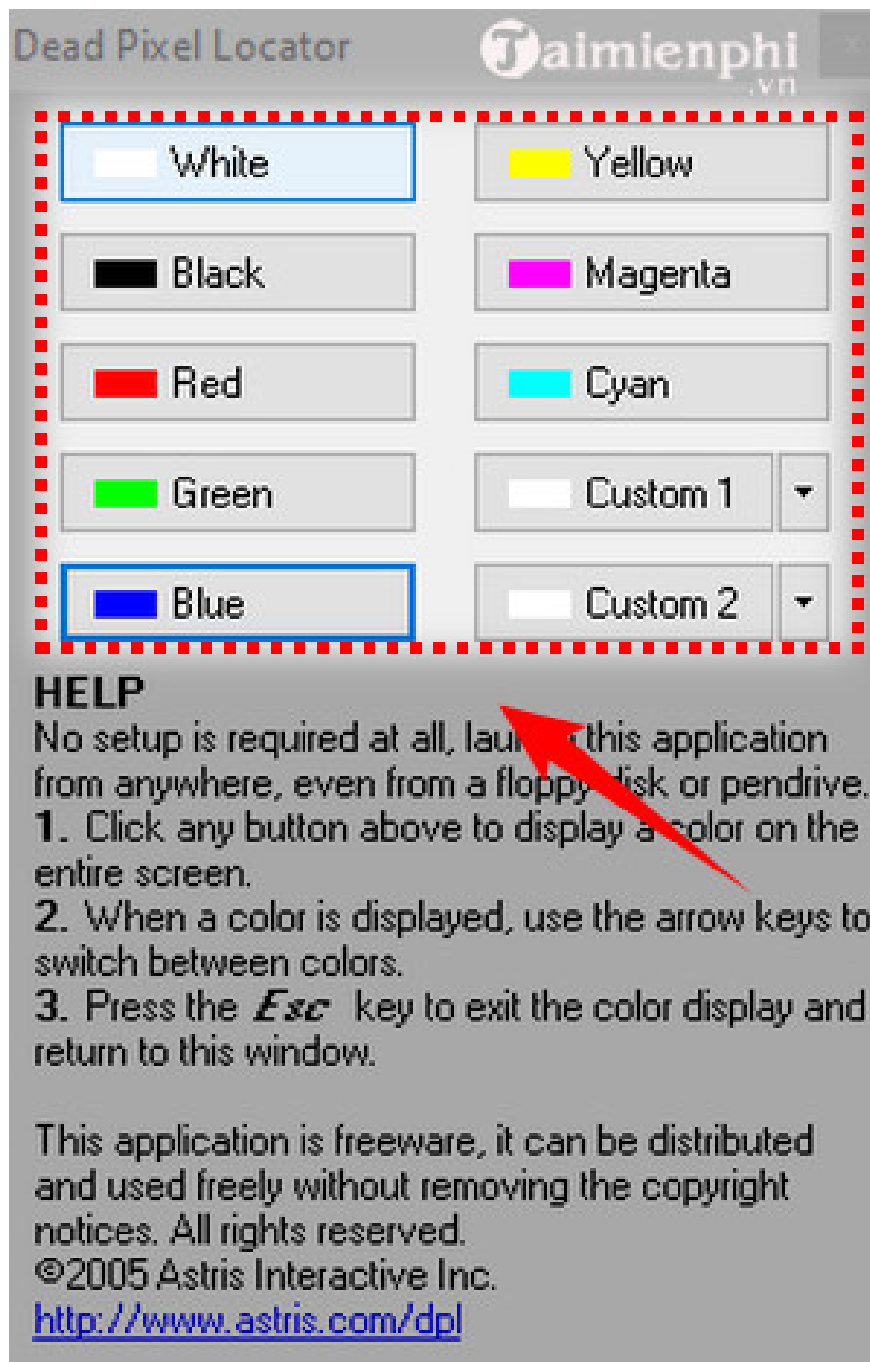 Dead Pixel Locator
Taimienphi
.vn
White
Yellow
Black
Magenta
Red
Cyan
Green
Custom 1
Blue
Custom 2
HELP
No setup is required at all, this application
from anywhere, even from a floppy disk or pendrive.
1. Click any button above to display a color on the
entire screen.
2. When a color is displayed, use the arrow keys to
switch between colors.
3. Press the Esc key to exit the color display and
return to this window.
This application is freeware, it can be distributed
and used freely without removing the copyright
notices. All rights reserved.
©2005 Astris Interactive Inc.
http://www.astris.com/dpl